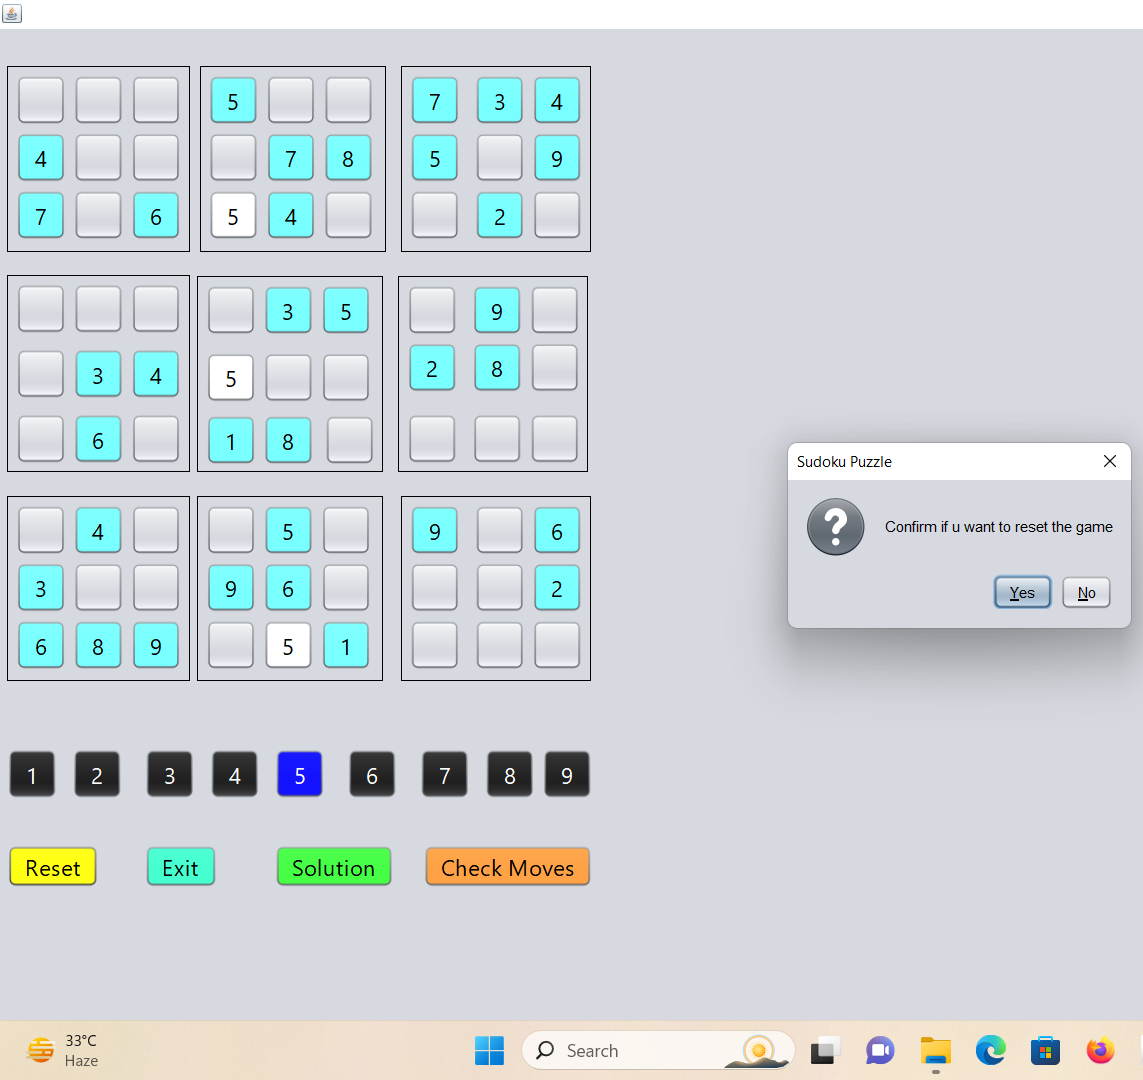 5 7 3 4
4 7 8 5 9
7 6 5 4 2
3 5 9
3 4 5 2 8
6 1 8
4 5 9 6
3 9 6 2
6 8 9 5 1
Sudoku Puzzle
Confirm if u want to reset the game
Yes No
1 2 3 4 5 6 7 8 9
Reset Exit Solution Check Moves
33°C
Haze
Search